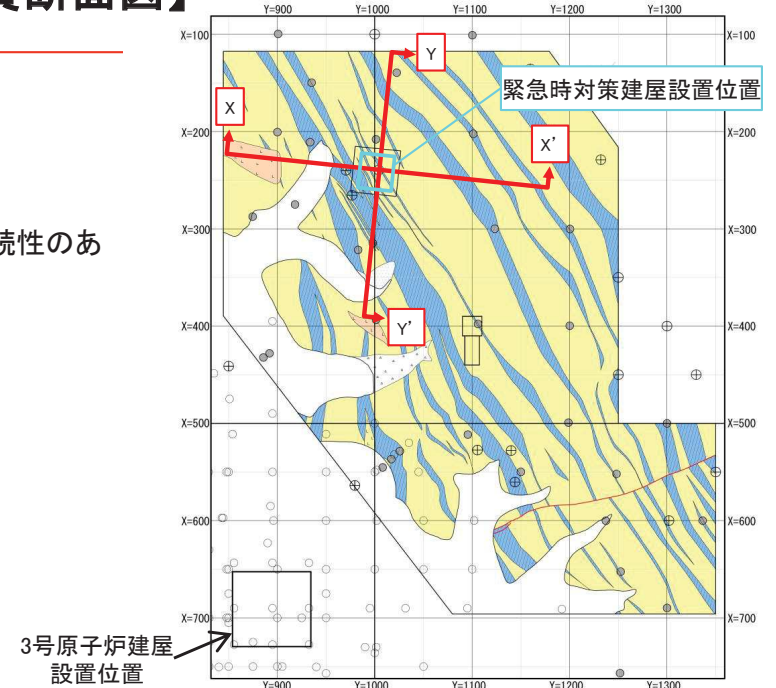 断面図】
Y=900 Y=1000 Y=1100 Y=1200 Y=1300
X=100 X=100
Y
緊急時対策建屋設置位置
X
X=200 X=200
X’
続性のあ
X=300 X=300
X=400 X=400
Y’
X=500 X=500
X=600 X=600
X=700 X=700
3号原子炉建屋
設置位置
Y=900 Y=1000 Y=1100 Y=1200 Y=1300